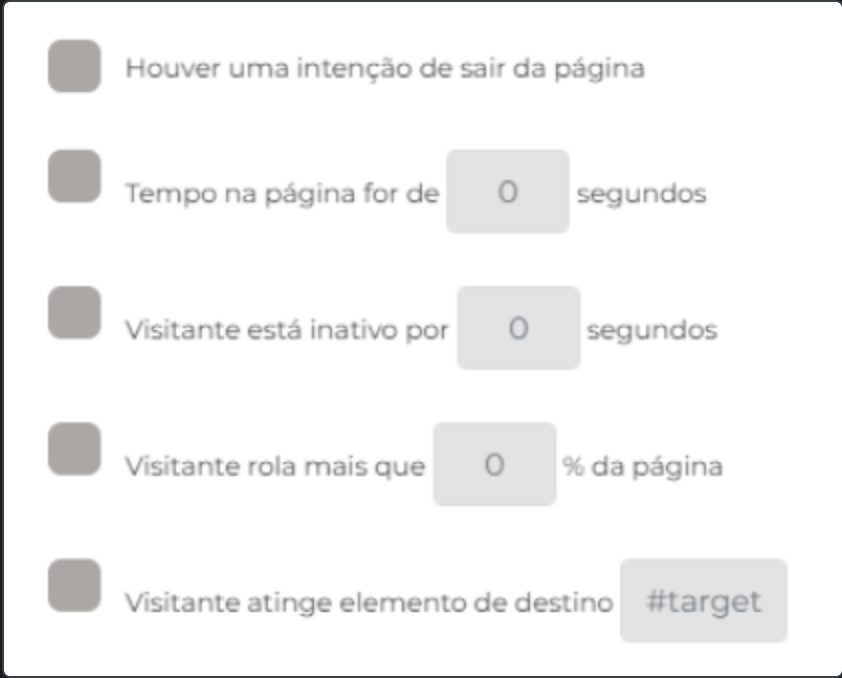 Houver uma intenção de sair da página
Tempo na página for de 0 segundos
Visitante está inativo por 0 segundos
Visitante rola mais que 0 % da página
Visitante atinge elemento de destino #target